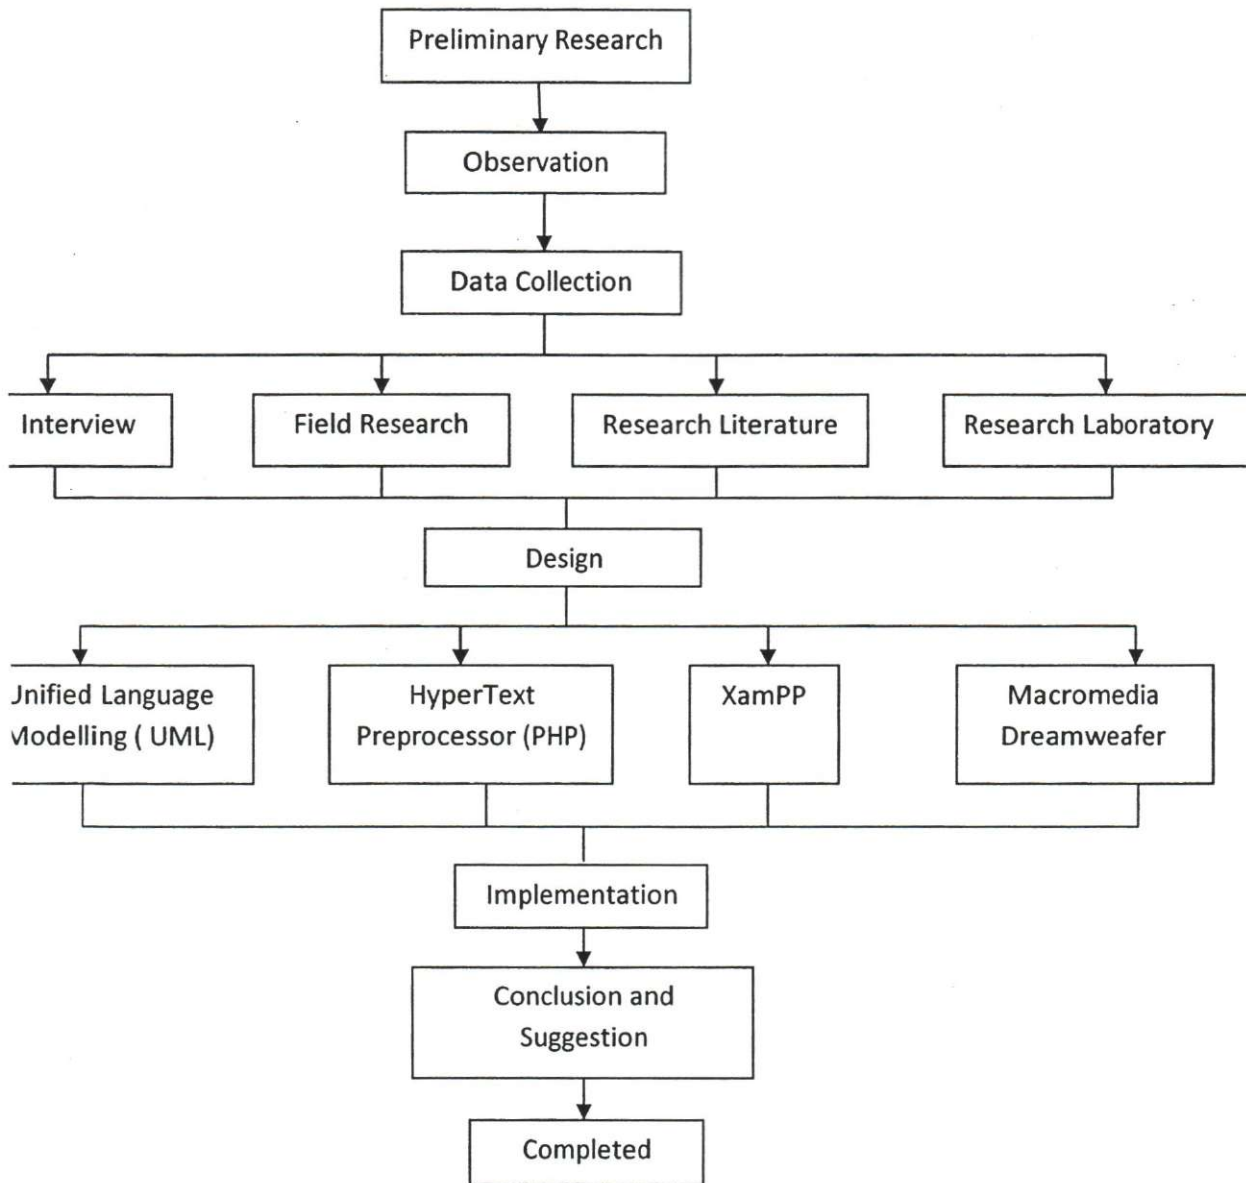 Preliminary Research
Observation
Data Collection
Interview
Field Research
Research Literature
Research Laboratory
Design
Unified Language
Modelling ( UML)
HyperText
Preprocessor (PHP)
XamPP
Macromedia
Dreamweafer
Implementation
Conclusion and
Suggestion
Completed